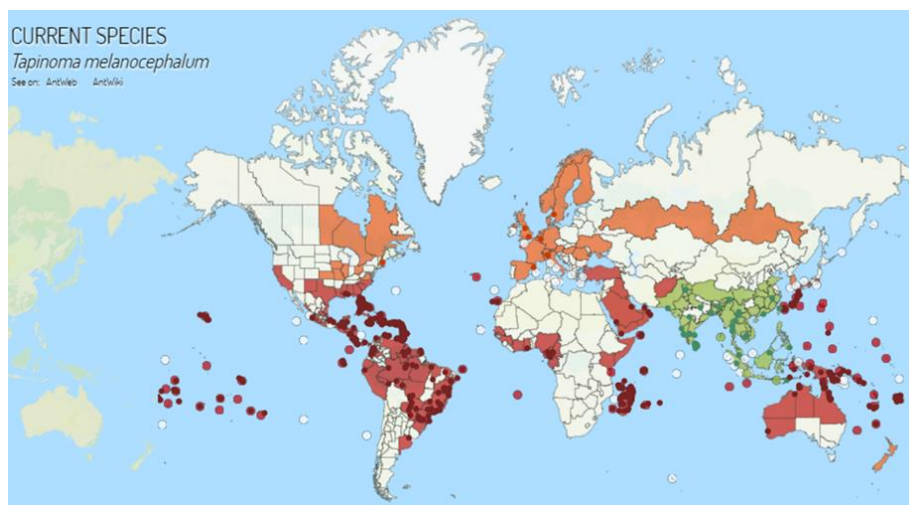 CURRENT SPECIES
Tapinoma melanocephalum
See on: AntWeb AntWiki